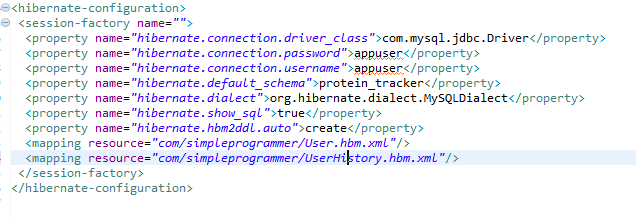 <hibernate-configuration>
<session-factory name="">
<property name="hibernate.connection.driver_class">com.mysql.jdbc.Driver</property>
<property name="hibernate.connection.password">appuser</property>
<property name="hibernate.connection.username">appuser</property>
<property name="hibernate.default_schema">protein_tracker</property>
<property name="hibernate.dialect">org.hibernate.dialect.MySQLDialect</property>
<property name="hibernate.show_sql">true</property>
<property name="hibernate.hbm2ddl.auto">create</property>
<mapping resource="com/simpleprogrammer/User.hbm.xml"/>
<mapping resource="com/simpleprogrammer/UserHistory.hbm.xml"/>
</session-factory>
</hibernate-configuration>